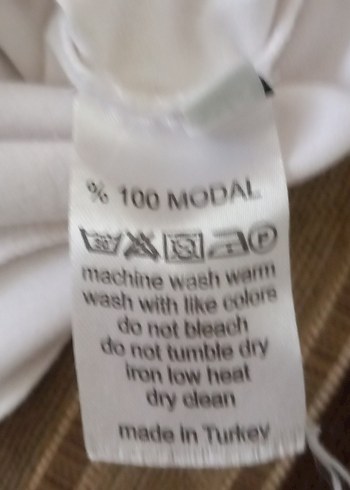 % 100 MODAL
P
machine wash warm
wash with like colors
do not bleach
do not tumble dry
iron low heat
dry clean
made in Turkey